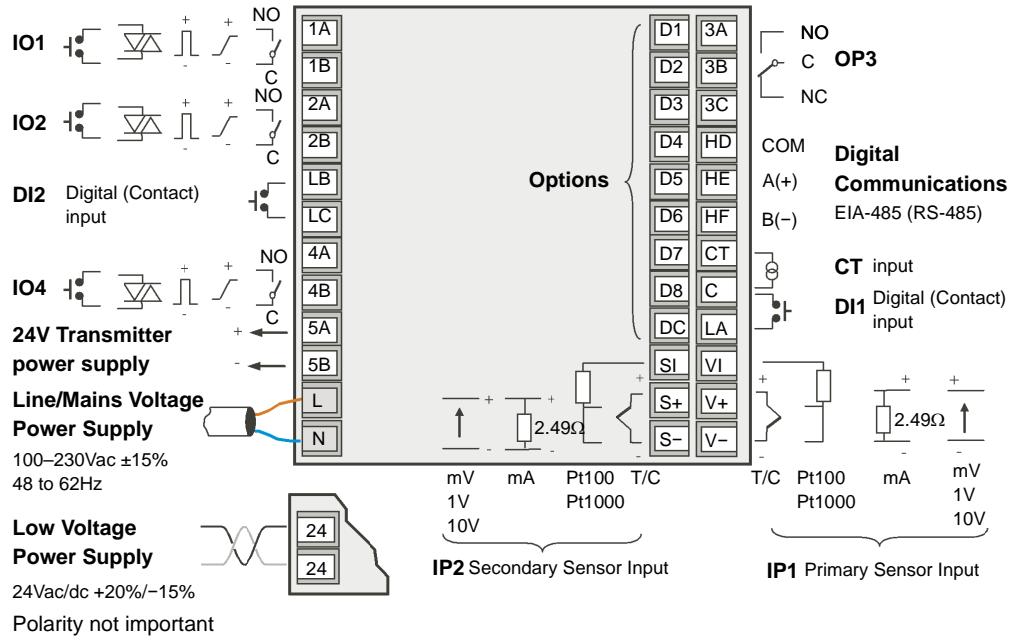 IO1
+
-
+
-
NO
C
1A
1B
IO2
+
-
+
-
NO
C
2A
2B
DI2 Digital (Contact)
input
LB
LC
IO4
+
-
+
-
NO
C
4A
4B
24V Transmitter
power supply
+
-
5A
5B
Line/Mains Voltage
Power Supply
100–230Vac ±15%
48 to 62Hz
L
N
Low Voltage
Power Supply
24Vac/dc +20%/−15%
Polarity not important
24
24
Options
D1
D2
D3
D4
D5
D6
D7
D8
DC
SI
S+
S−
3A
3B
3C
HD
HE
HF
CT
C
LA
VI
V+
V−
NO
C
NC
OP3
COM
A(+)
B(−)
Digital
Communications
EIA-485 (RS-485)
CT input
DI1 Digital (Contact)
input
+
-
+
2.49Ω
-
+
-
mV
1V
10V
mA
Pt100
Pt1000
T/C
IP2 Secondary Sensor Input
+
-
+
2.49Ω
-
+
-
T/C
Pt100
Pt1000
mA
mV
1V
10V
IP1 Primary Sensor Input